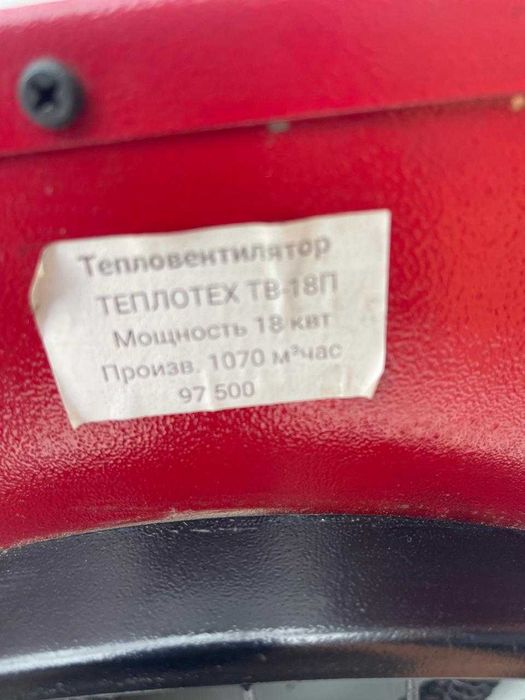 Тепловентилятор
ТЕПЛОТЕХ ТВ-18П
Мощность 18 квт
Произв. 1070 м³час
97 500